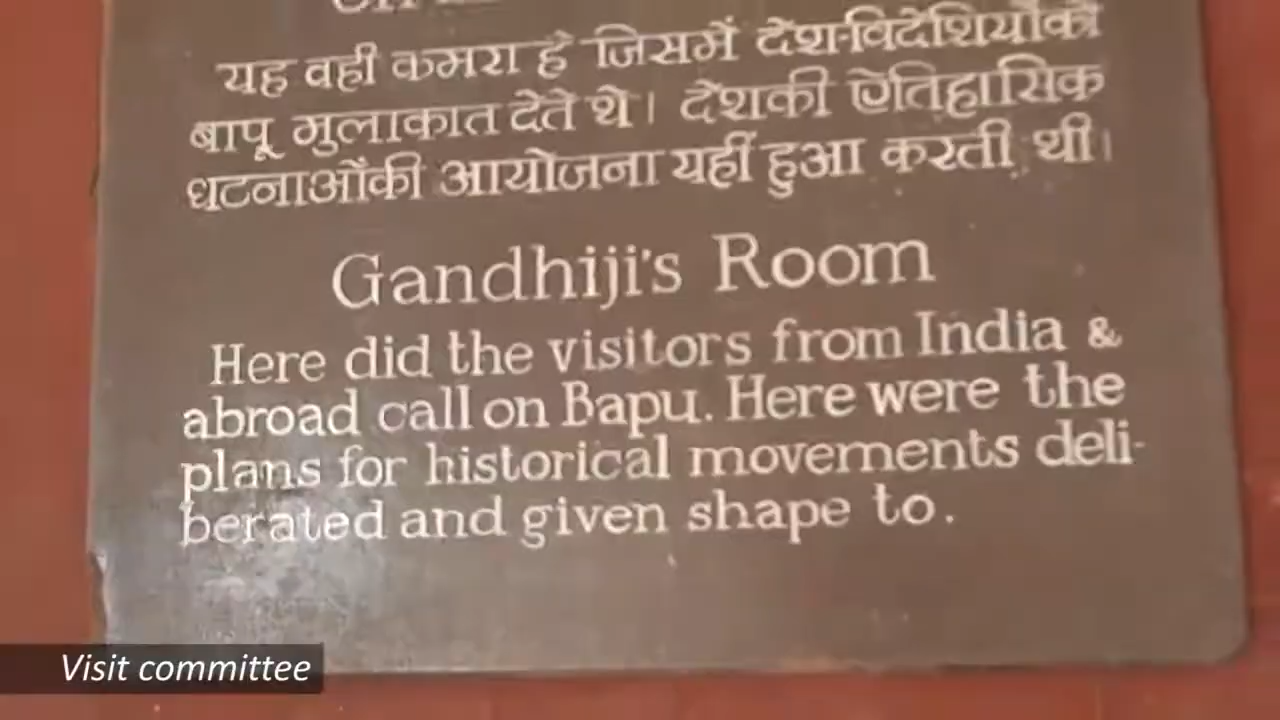 यह वही कमरा है जिसमें देश-विदेशियोंको
बापू मुलाकात देते थे। देशकी ऐतिहासिक
घटनाओंकी आयोजना यहीं हुआ करती थी।
Gandhiji's Room
Here did the visitors from India &
abroad call on Bapu. Here were the
plans for historical movements deli-
berated and given shape to.
Visit committee